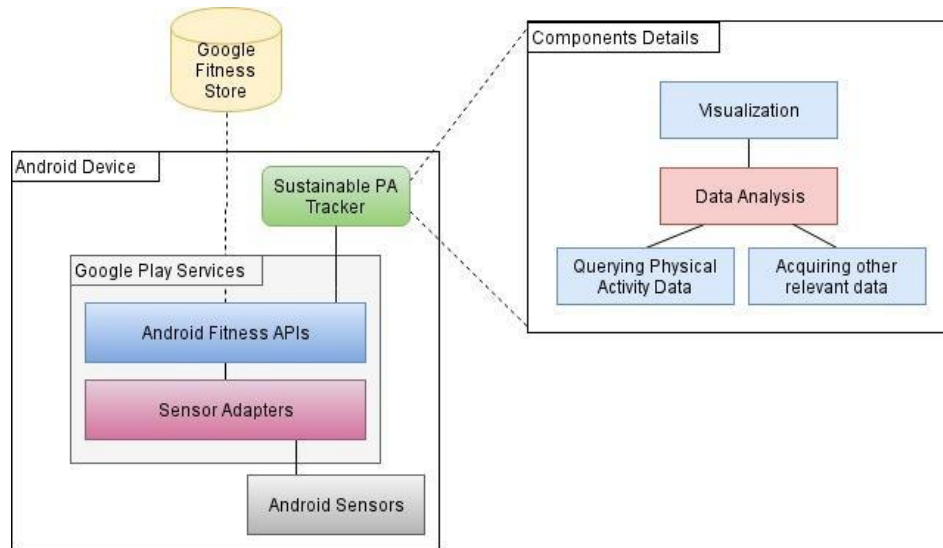 Google
Fitness
Store
Android Device
Sustainable PA
Tracker
Google Play Services
Android Fitness APIs
Sensor Adapters
Android Sensors
Components Details
Visualization
Data Analysis
Querying Physical
Activity Data
Acquiring other
relevant data